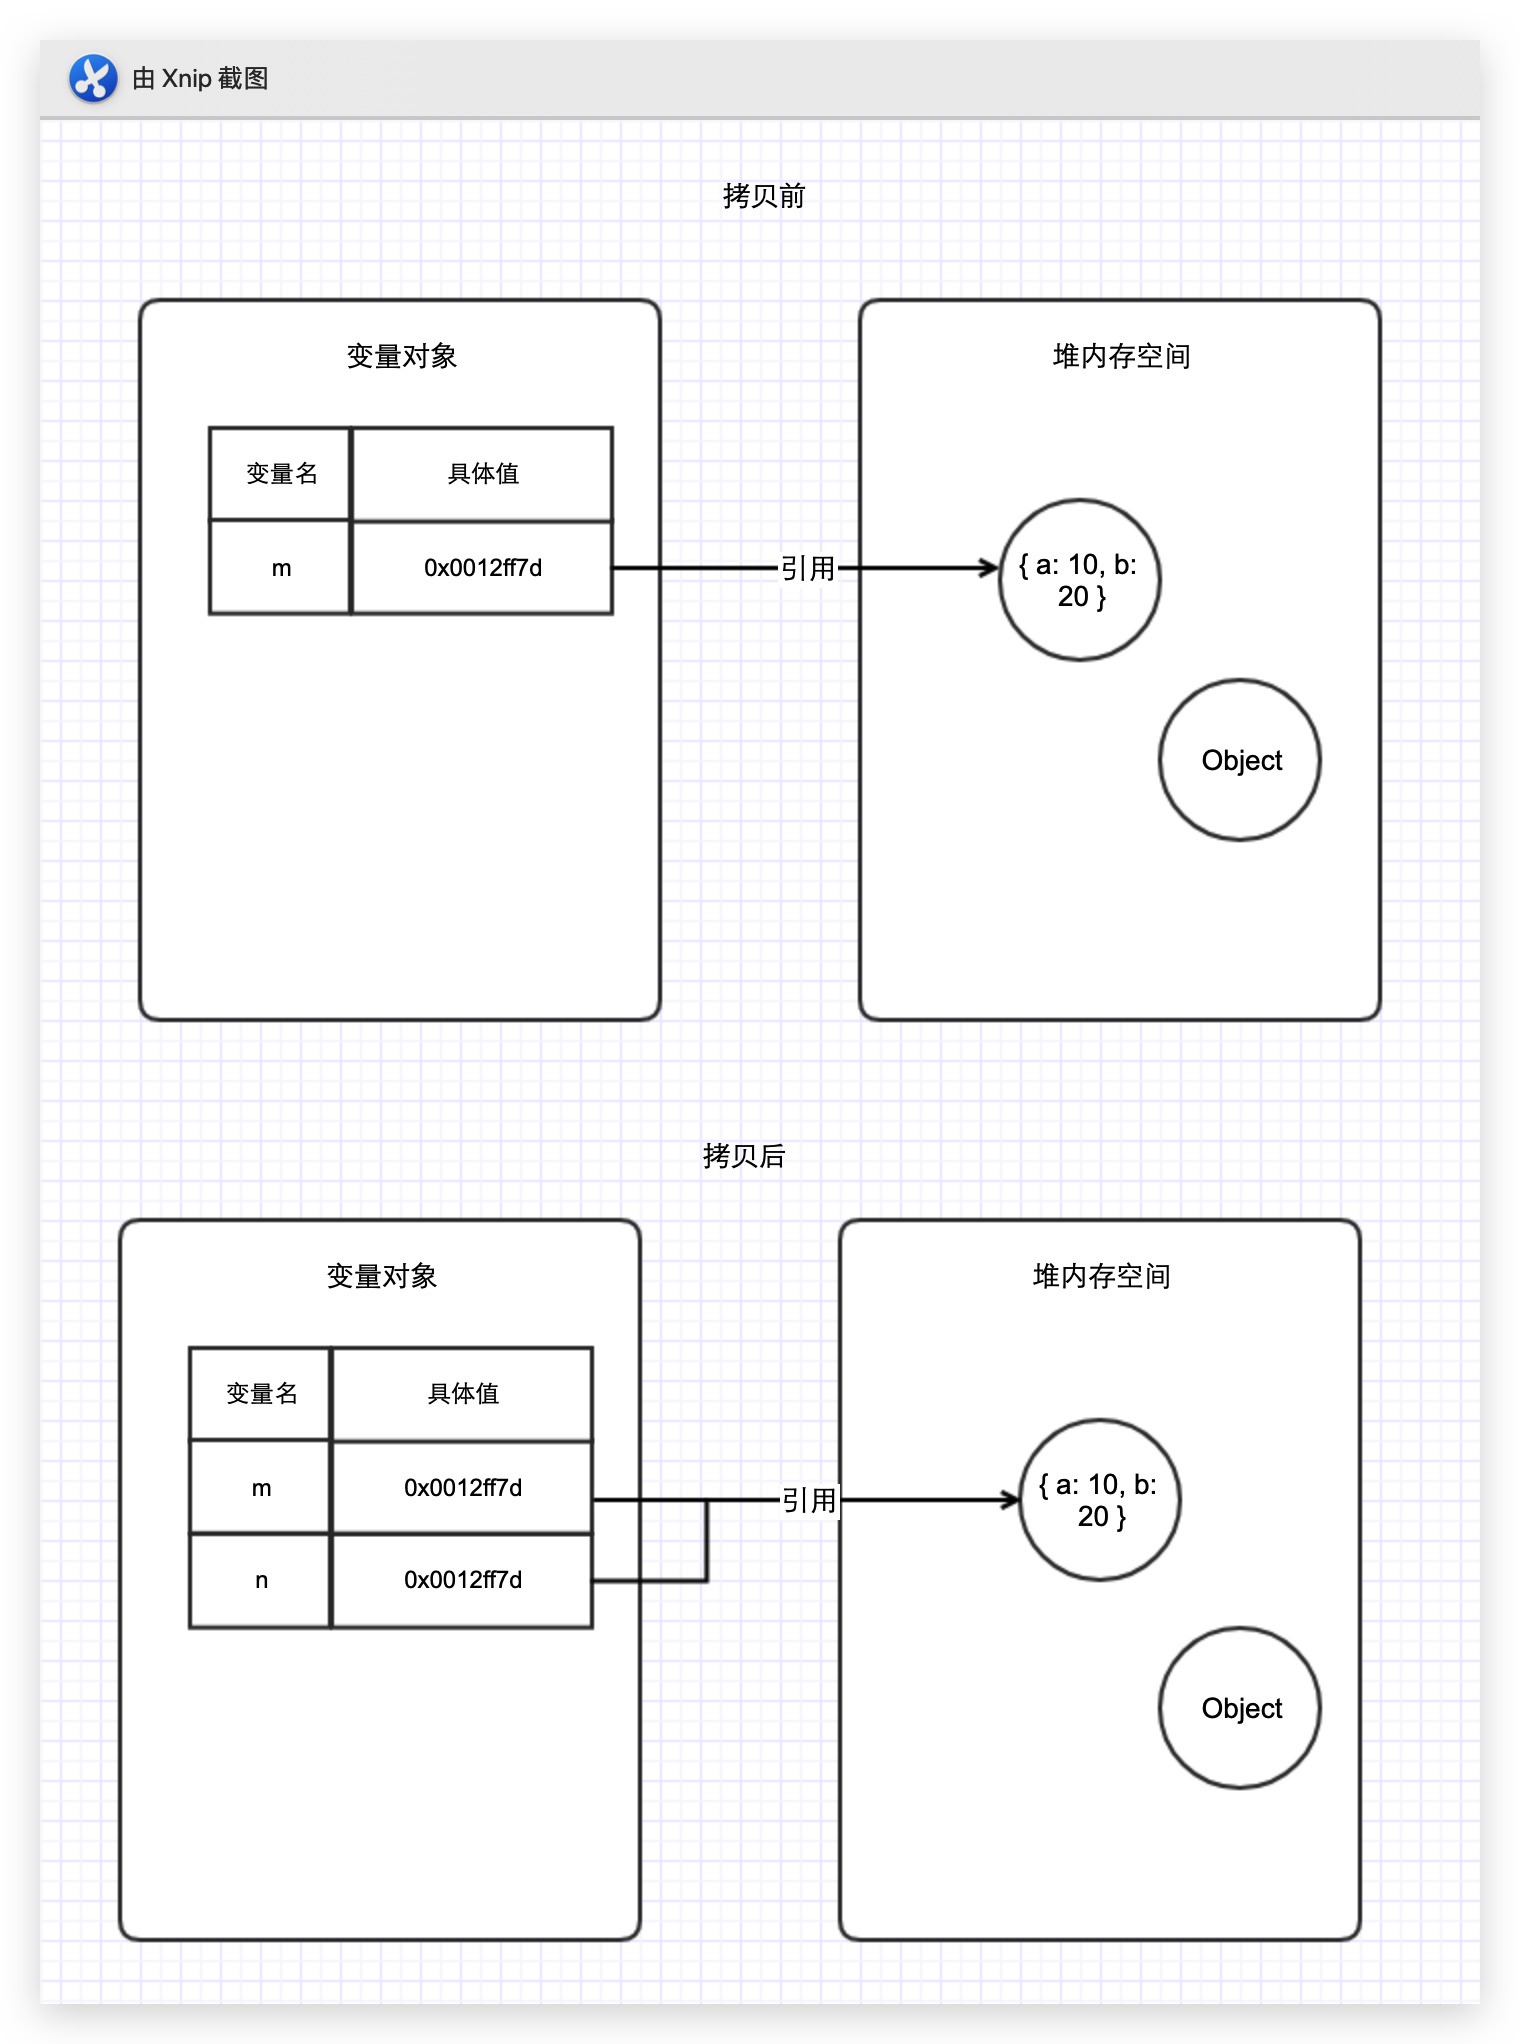 由 Xnip 截图
拷贝前
变量对象
堆内存空间
变量名 具体值
m 0x0012ff7d
引用
{ a: 10, b:
20 }
Object
拷贝后
变量对象
堆内存空间
变量名 具体值
m 0x0012ff7d
n 0x0012ff7d
引用
{ a: 10, b:
20 }
Object